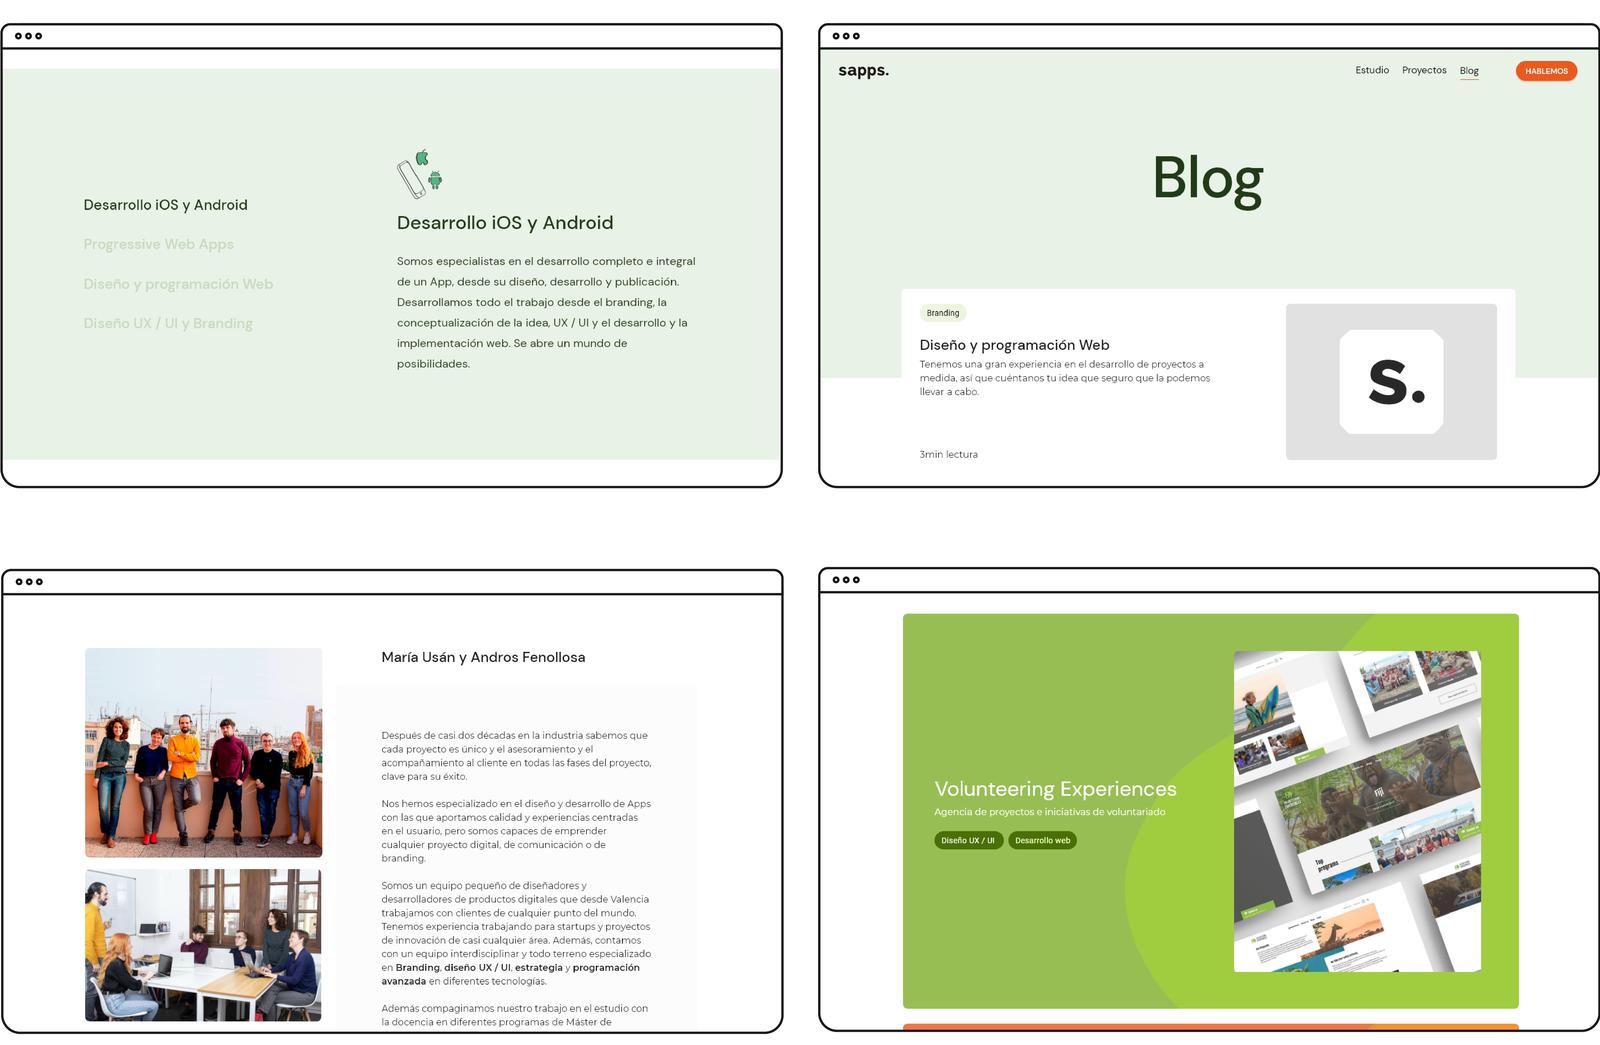 Desarrollo iOS y Android
Progressive Web Apps
Diseño y programación Web
Diseño UX / UI y Branding
Desarrollo iOS y Android
Somos especialistas en el desarrollo completo e integral
de un App, desde su diseño, desarrollo y publicación.
Desarrollamos todo el trabajo desde el branding, la
conceptualización de la idea, UX / UI y el desarrollo y la
implementación web. Se abre un mundo de
posibilidades.
sapps.
Estudio Proyectos Blog HABLEMOS
Blog
Branding
Diseño y programación Web
Tenemos una gran experiencia en el desarrollo de proyectos a
medida, así que cuéntanos tu idea que seguro que la podemos
llevar a cabo.
3min lectura
s.
María Usán y Andros Fenollosa
Después de casi dos décadas en la industria sabemos que
cada proyecto es único y el asesoramiento y el
acompañamiento al cliente en todas las fases del proyecto,
clave para su éxito.
Nos hemos especializado en el diseño y desarrollo de Apps
con las que aportamos calidad y experiencias centradas
en el usuario, pero somos capaces de emprender
cualquier proyecto digital, de comunicación o de
branding.
Somos un equipo pequeño de diseñadores y
desarrolladores de productos digitales que desde Valencia
trabajamos con clientes de cualquier punto del mundo.
Tenemos experiencia trabajando para startups y proyectos
de innovación de casi cualquier área. Además, contamos
con un equipo interdisciplinar y todo terreno especializado
en Branding, diseño UX / UI, estrategia y programación
avanzada en diferentes tecnologías.
Además compaginamos nuestro trabajo en el estudio con
la docencia en diferentes programas de Máster de
Volunteering Experiences
Agencia de proyectos e iniciativas de voluntariado
Diseño UX / UI Desarrollo web
Fiji
Top
programs